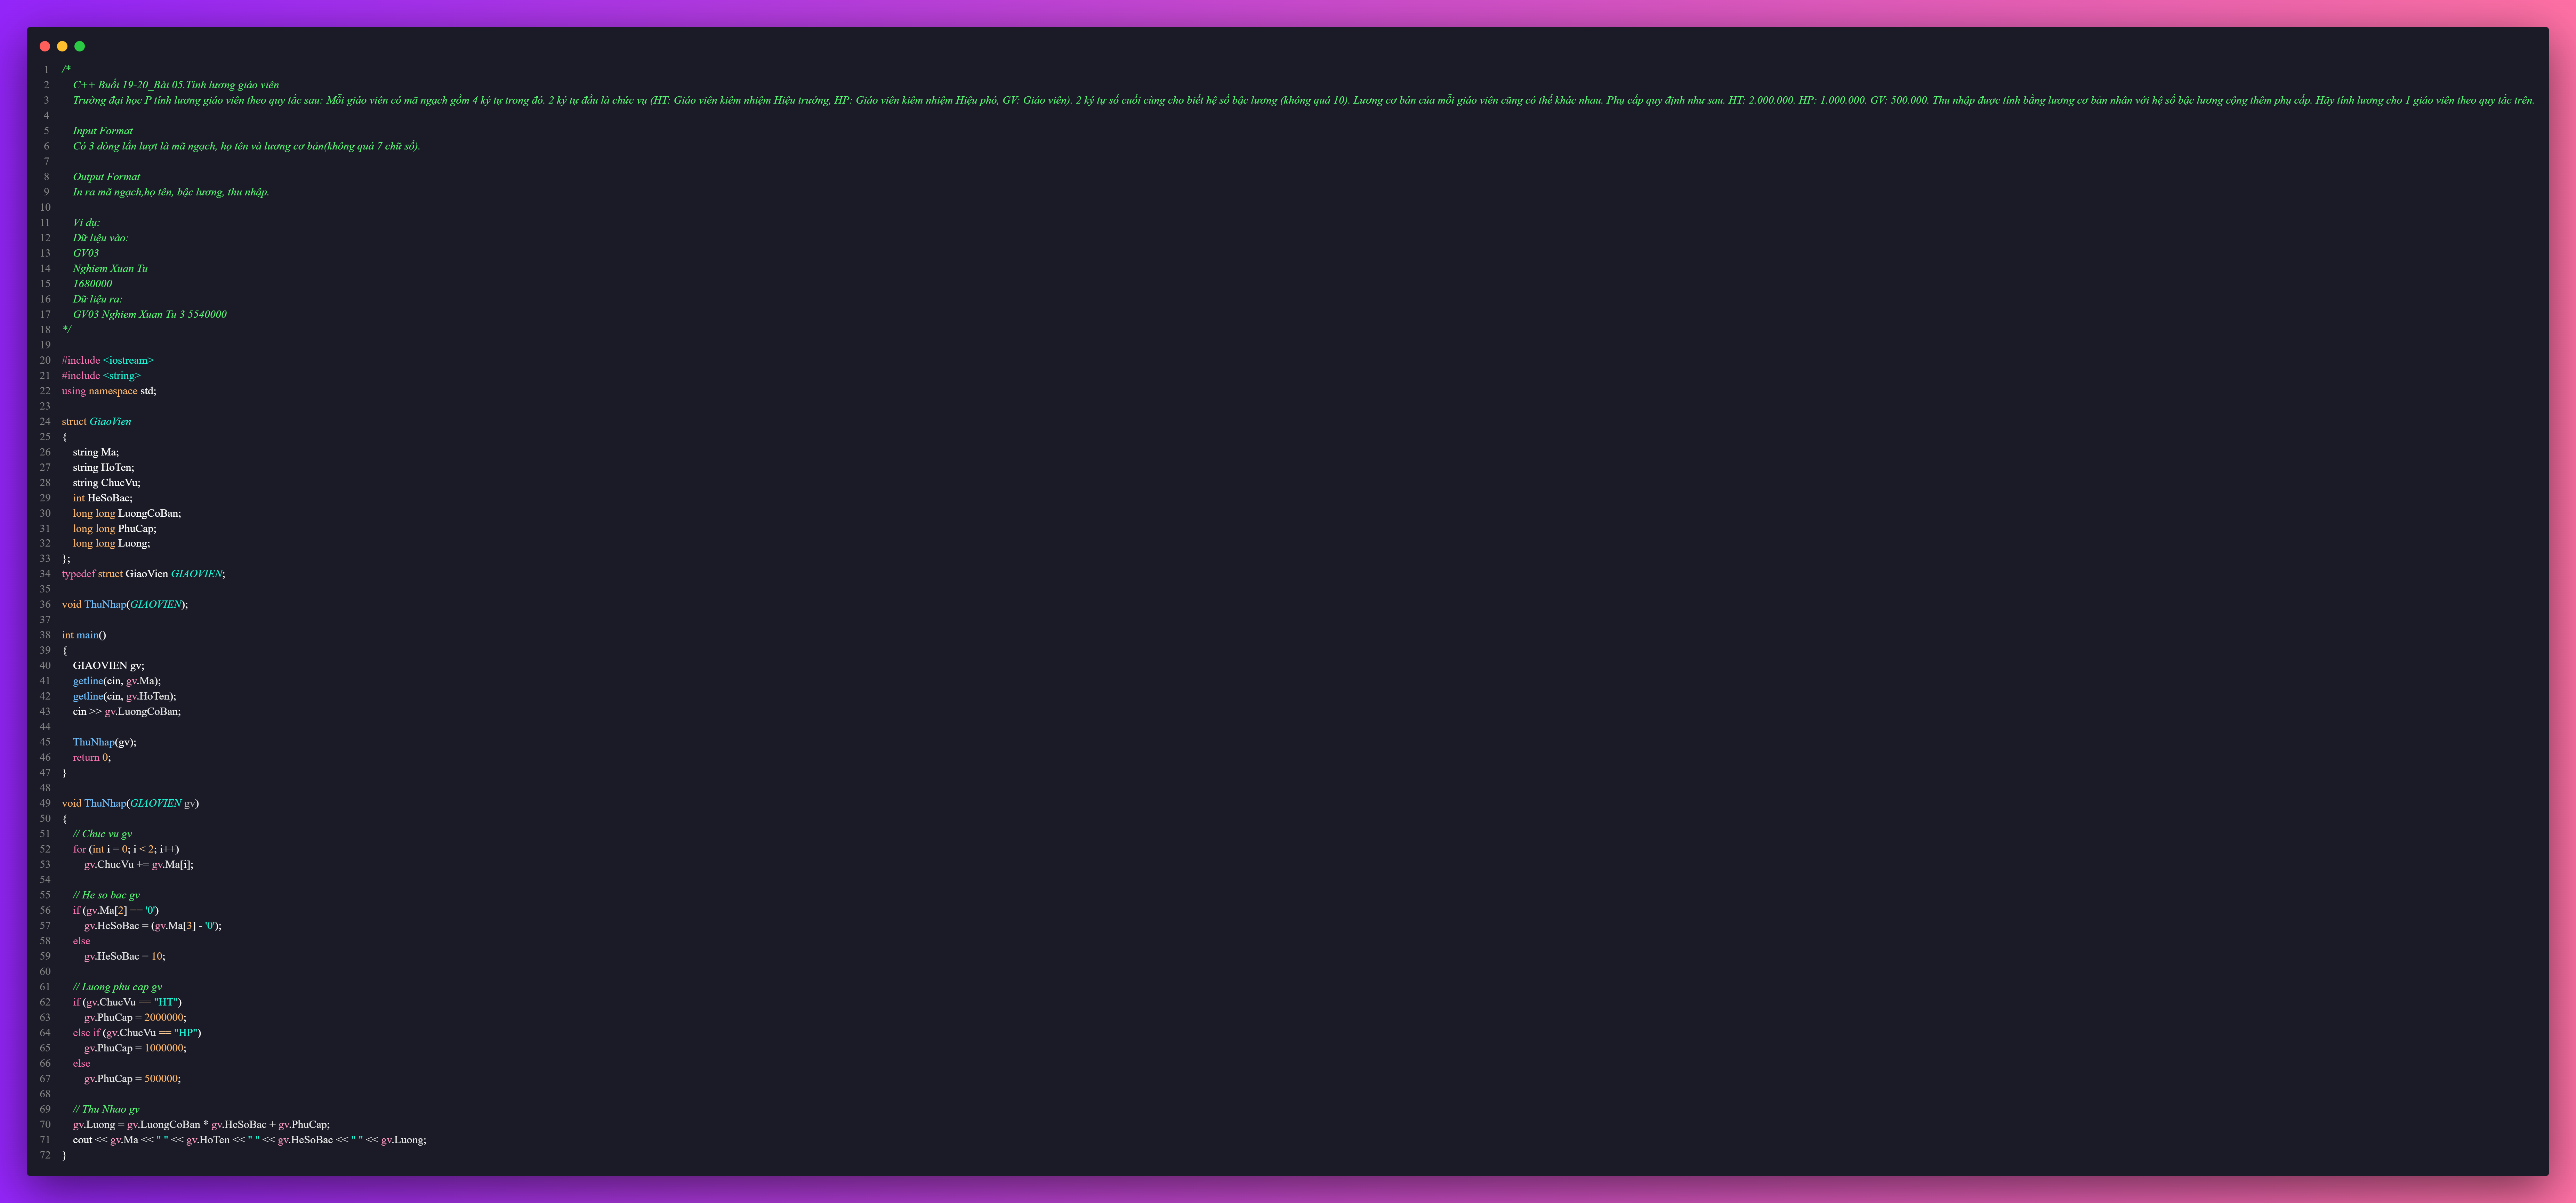 1 /*
2 C++ Buổi 19-20_Bài 05.Tính lương giáo viên
3 Trường đại học P tính lương giáo viên theo quy tắc sau: Mỗi giáo viên có mã ngạch gồm 4 ký tự trong đó. 2 ký tự đầu là chức vụ (HT: Giáo viên kiêm nhiệm Hiệu trưởng, HP: Giáo viên kiêm nhiệm Hiệu phó, GV: Giáo viên). 2 ký tự số cuối cùng cho biết hệ số bậc lương (không quá 10). Lương cơ bản của mỗi giáo viên cũng có thể khác nhau. Phụ cấp quy định như sau. HT: 2.000.000. HP: 1.000.000. GV: 500.000. Thu nhập được tính bằng lương cơ bản nhân với hệ số bậc lương cộng thêm phụ cấp. Hãy tính lương cho 1 giáo viên theo quy tắc trên.
4
5 Input Format
6 Có 3 dòng lần lượt là mã ngạch, họ tên và lương cơ bản(không quá 7 chữ số).
7
8 Output Format
9 In ra mã ngạch,họ tên, bậc lương, thu nhập.
10
11 Ví dụ:
12 Dữ liệu vào:
13 GV03
14 Nghiem Xuan Tu
15 1680000
16 Dữ liệu ra:
17 GV03 Nghiem Xuan Tu 3 5540000
18 */
19
20 #include <iostream>
21 #include <string>
22 using namespace std;
23
24 struct GiaoVien
25 {
26 string Ma;
27 string HoTen;
28 string ChucVu;
29 int HeSoBac;
30 long long LuongCoBan;
31 long long PhuCap;
32 long long Luong;
33 };
34 typedef struct GiaoVien GIAOVIEN;
35
36 void ThuNhap(GIAOVIEN);
37
38 int main()
39 {
40 GIAOVIEN gv;
41 getline(cin, gv.Ma);
42 getline(cin, gv.HoTen);
43 cin >> gv.LuongCoBan;
44
45 ThuNhap(gv);
46 return 0;
47 }
48
49 void ThuNhap(GIAOVIEN gv)
50 {
51 // Chuc vu gv
52 for (int i = 0; i < 2; i++)
53 gv.ChucVu += gv.Ma[i];
54
55 // He so bac gv
56 if (gv.Ma[2] == '0')
57 gv.HeSoBac = (gv.Ma[3] - '0');
58 else
59 gv.HeSoBac = 10;
60
61 // Luong phu cap gv
62 if (gv.ChucVu == "HT")
63 gv.PhuCap = 2000000;
64 else if (gv.ChucVu == "HP")
65 gv.PhuCap = 1000000;
66 else
67 gv.PhuCap = 500000;
68
69 // Thu Nhao gv
70 gv.Luong = gv.LuongCoBan * gv.HeSoBac + gv.PhuCap;
71 cout << gv.Ma << " " << gv.HoTen << " " << gv.HeSoBac << " " << gv.Luong;
72 }